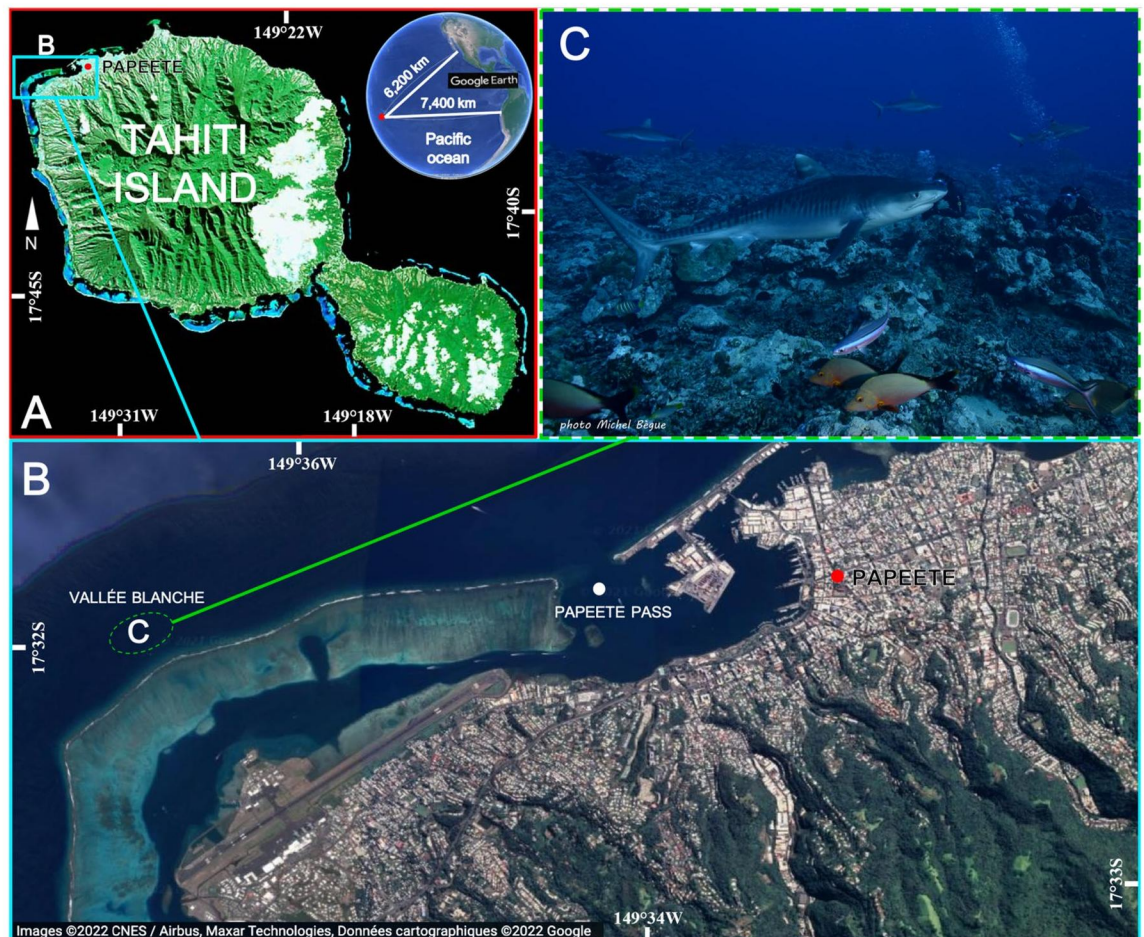 149°22W
B
PAPEETE
Google Earth
6,200 km
7,400 km
Pacific
ocean
TAHITI
ISLAND
N
17°40S
17°45S
A
149°31W
149°18W
C
photo Michel Bègue
B
149°36W
VALLÉE BLANCHE
C
PAPEETE PASS
PAPEETE
17°32S
17°33S
149°34W
Images ©2022 CNES / Airbus, Maxar Technologies, Données cartographiques ©2022 Google